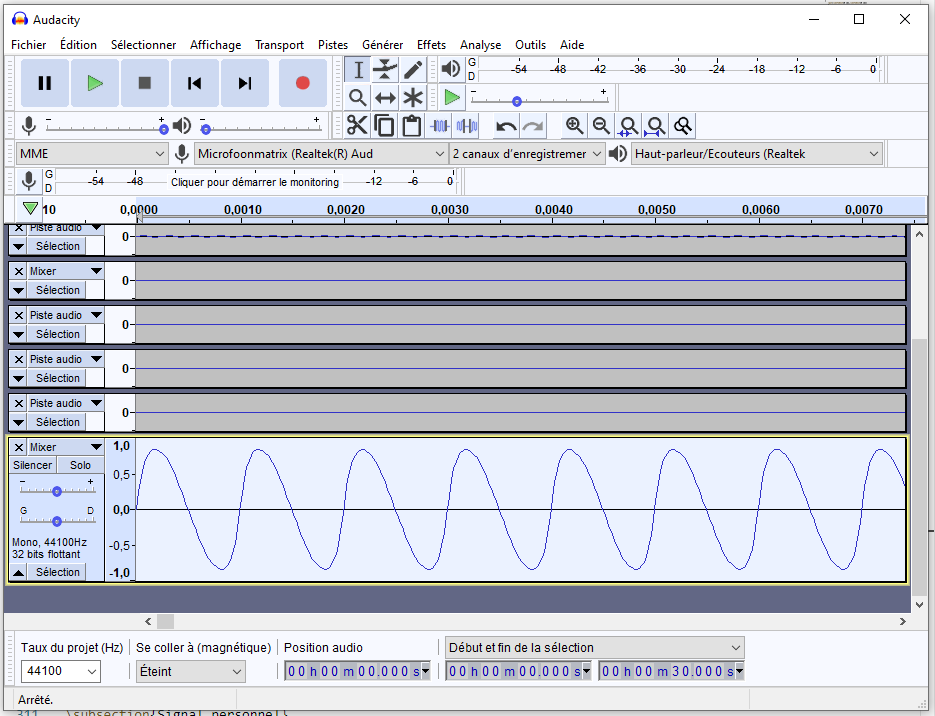 Audacity
Fichier Édition Sélectionner Affichage Transport Pistes Générer Effets Analyse Outils Aide
G
D
-54 -48 -42 -36 -30 -24 -18 -12 -6 0
- +
- + - +
MME Microfoonmatrix (Realtek(R) Aud 2 canaux d'enregistremer Haut-parleur/Ecouteurs (Realtek
G
D
-54 -48 Cliquer pour démarrer le monitoring -12 -6 0
10 0,0000 0,0010 0,0020 0,0030 0,0040 0,0050 0,0060 0,0070
X Piste audio
Sélection
0
X Mixer
Sélection
0
X Piste audio
Sélection
0
X Piste audio
Sélection
0
X Piste audio
Sélection
0
X Mixer
Silencer Solo
- +
G D
Mono, 44100Hz
32 bits flottant
Sélection
1,0
0,5
0,0
-0,5
-1,0
Taux du projet (Hz) Se coller à (magnétique) Position audio Début et fin de la sélection
44100 Éteint 00 h 00 m 00.000 s 00 h 00 m 00.000 s 00 h 00 m 30.000 s
Arrêté.
311 \subsection{Signal personnel}